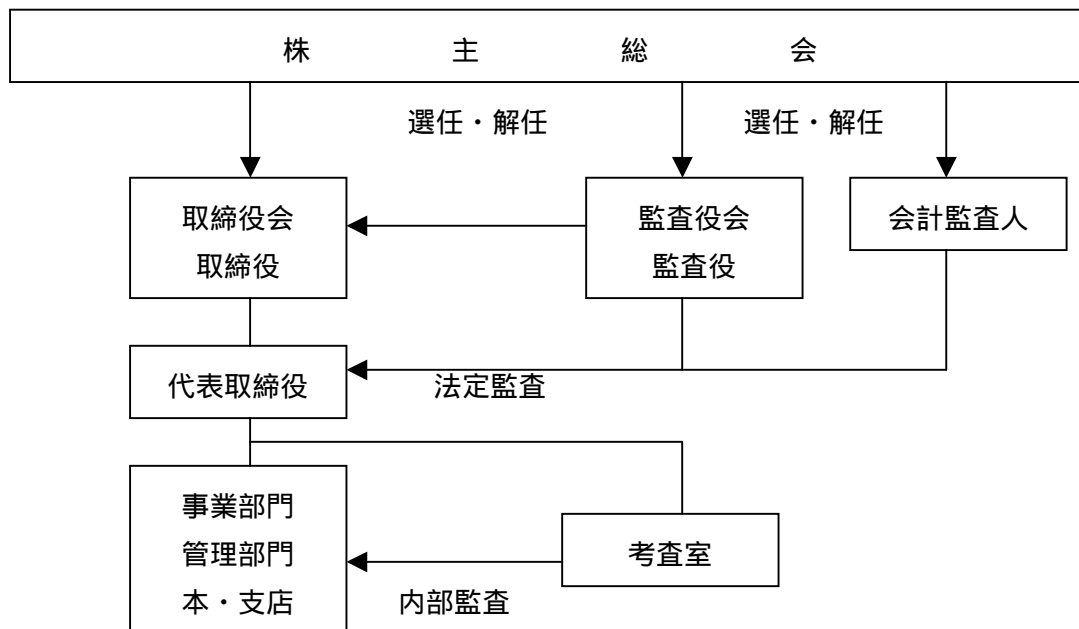 株主総会
選任・解任
選任・解任
取締役会
取締役
監査役会
監査役
会計監査人
代表取締役
法定監査
事業部門
管理部門
本・支店
考査室
内部監査